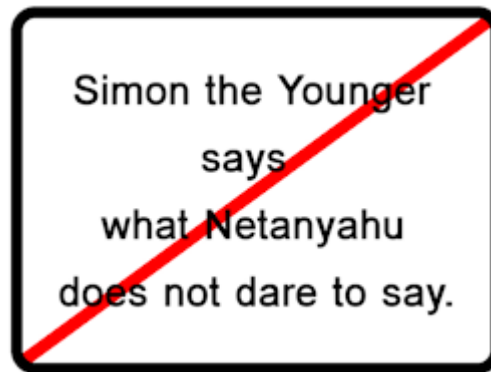 Simon the Younger
says
what Netanyahu
does not dare to say.